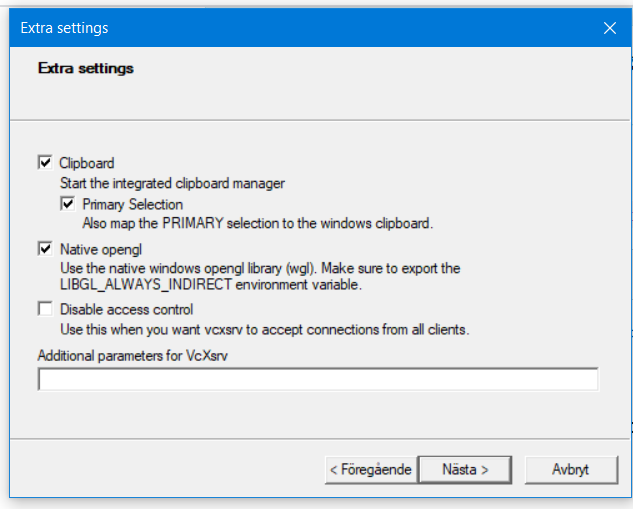 Extra settings
Extra settings
Clipboard
Start the integrated clipboard manager
Primary Selection
Also map the PRIMARY selection to the windows clipboard.
Native opengl
Use the native windows opengl library (wgl). Make sure to export the
LIBGL_ALWAYS_INDIRECT environment variable.
Disable access control
Use this when you want vcxsrv to accept connections from all clients.
Additional parameters for VcXsrv
< Föregående Nästa > Avbryt